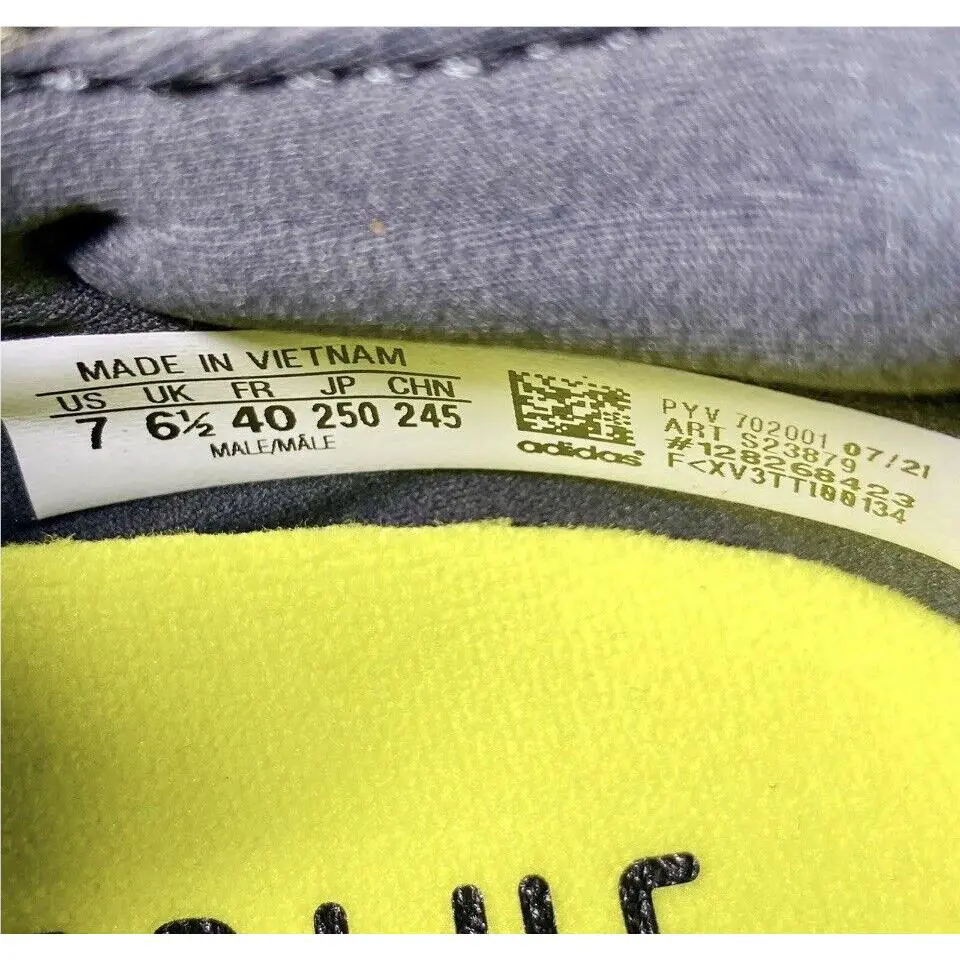 MADE IN VIETNAM
US UK FR JP CHN
7 6½ 40 250 245
MALE/MÂLE
adidas
PYV 702001 07/21
ART S23879
#128268423
F<XV3TT100134